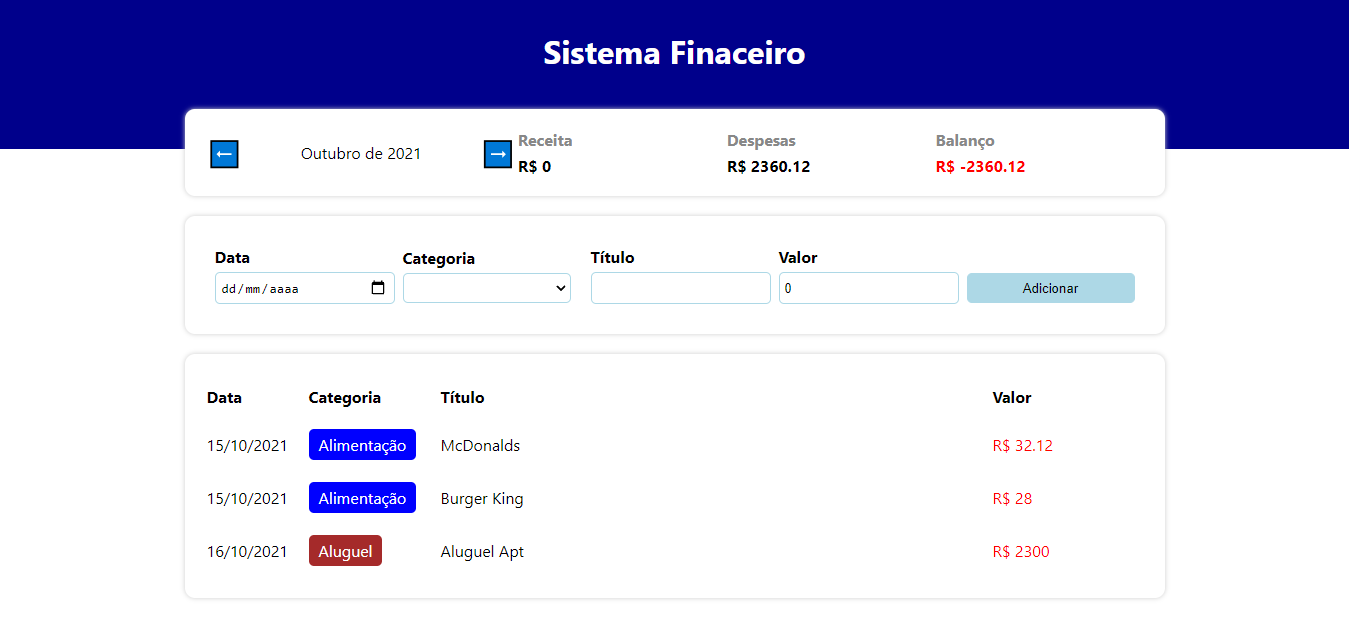 Sistema Finaceiro
← Outubro de 2021 → Receita Despesas Balanço
R$ 0 R$ 2360.12 R$ -2360.12
Data Categoria Título Valor
dd/mm/aaaa 0 Adicionar
Data Categoria Título Valor
15/10/2021 Alimentação McDonalds R$ 32.12
15/10/2021 Alimentação Burger King R$ 28
16/10/2021 Aluguel Aluguel Apt R$ 2300